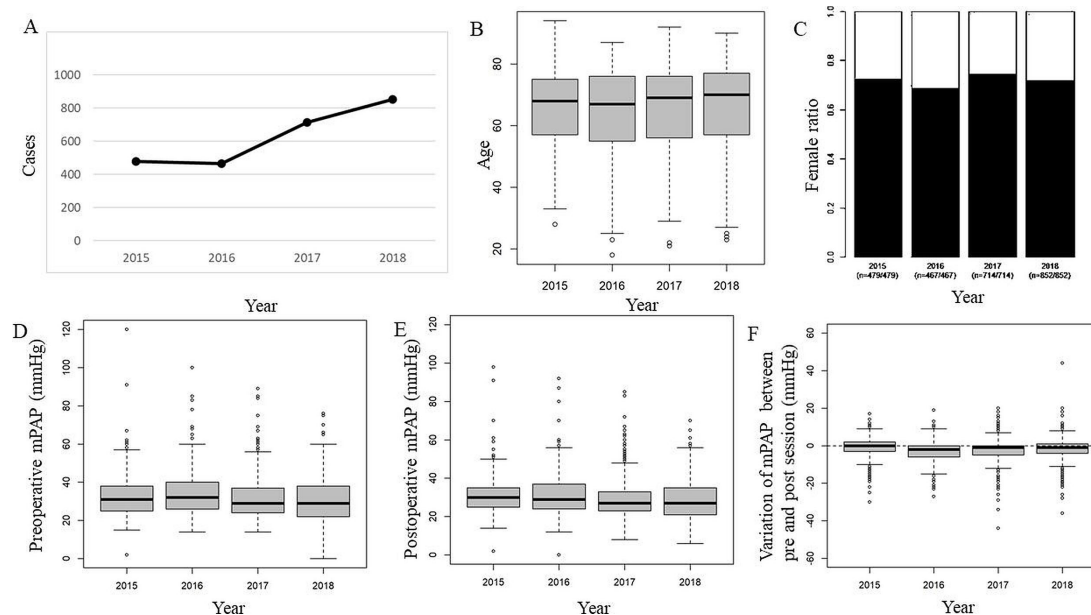 A
Cases
1000
800
600
400
200
0
2015 2016 2017 2018
Year
B
Age
80
60
40
20
2015 2016 2017 2018
C
Female ratio
1.0
0.8
0.6
0.4
0.2
0.0
2015 2016 2017 2018
(n=479/479) (n=467/467) (n=714/714) (n=852/852)
Year
D
Preoperative mPAP (mmHg)
120
100
80
60
40
20
0
2015 2016 2017 2018
Year
E
Postoperative mPAP (mmHg)
120
100
80
60
40
20
0
2015 2016 2017 2018
Year
F
Variation of mPAP between
pre and post session (mmHg)
60
40
20
0
-20
-40
-60
2015 2016 2017 2018
Year